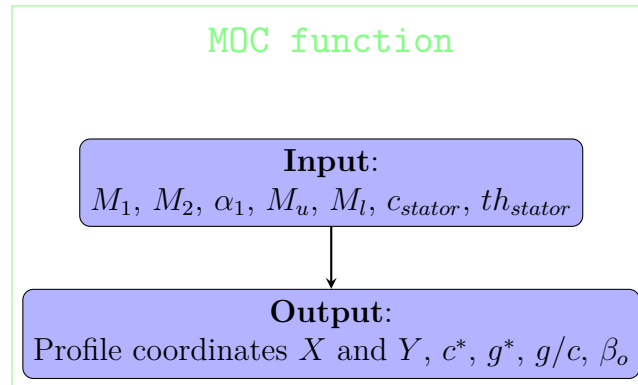 MOC function
Input:
M₁, M₂, α₁, Mᵤ, Mₗ, c_stator, th_stator
Output:
Profile coordinates X and Y, c*, g*, g/c, βₒ